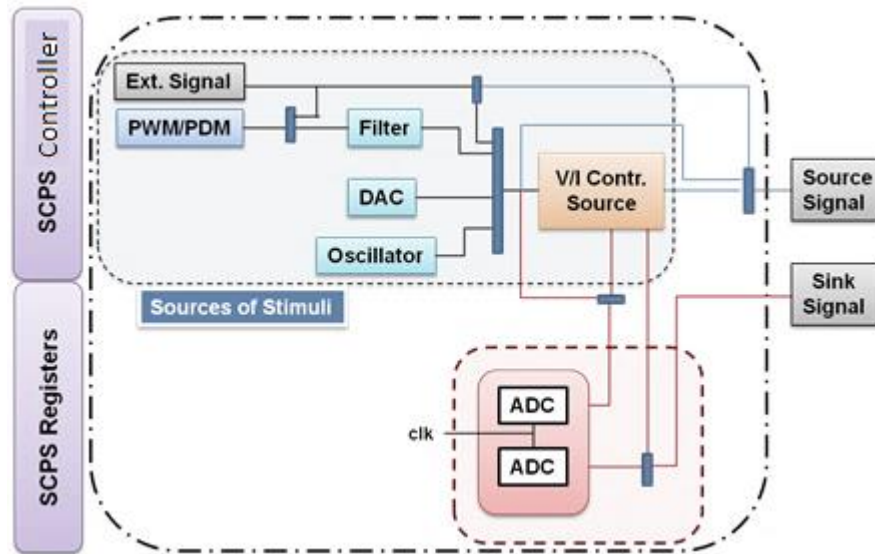 SCPS Controller
Ext. Signal
PWM/PDM
Filter
DAC
Oscillator
V/I Contr.
Source
Source
Signal
Sources of Stimuli
Sink
Signal
SCPS Registers
ADC
clk
ADC